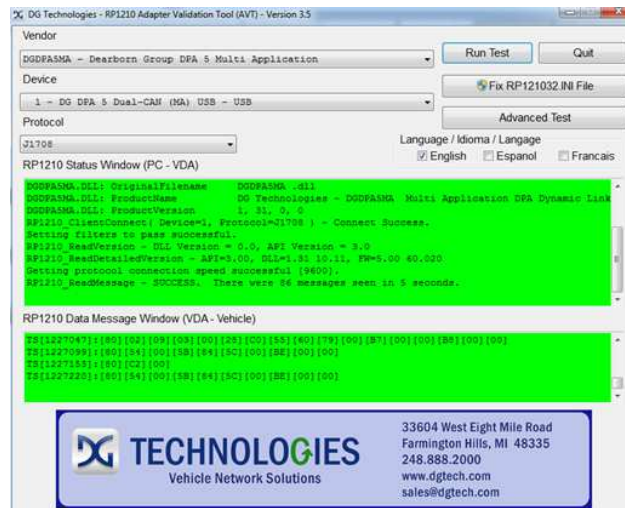 DG Technologies - RP1210 Adapter Validation Tool (AVT) - Version 3.5
Vendor
DGDPA5MA - Dearborn Group DPA 5 Multi Application
Run Test
Quit
Device
Fix RP121032.INI File
1 - DG DPA 5 Dual-CAN (MA) USB - USB
Advanced Test
Protocol
J1708
Language / Idioma / Langage
English
Espanol
Francais
RP1210 Status Window (PC - VDA)
DGDPA5MA.DLL: OriginalFilename DGDPA5MA .dll
DGDPA5MA.DLL: ProductName DG Technologies - DGDPA5MA Multi Application DPA Dynamic Link
DGDPA5MA.DLL: ProductVersion 1, 31, 0, 0
RP1210_ClientConnect( Device=1, Protocol=J1708 ) - Connect Success.
Setting filters to pass successful.
RP1210_ReadVersion - DLL Version = 0.0, API Version = 3.0
RP1210_ReadDetailedVersion - API=3.00, DLL=1.31 10.11, FW=5.00 60.020
Getting protocol connection speed successful [9600].
RP1210_ReadMessage - SUCCESS. There were 86 messages seen in 5 seconds.
RP1210 Data Message Window (VDA - Vehicle)
TS[1227047]:[80][02][09][03][00][28][C0][55][60][79][00][B7][00][00][B8][00][00]
TS[1227099]:[80][54][00][5B][84][5C][00][BE][00][00]
TS[1227153]:[80][C2][00]
TS[1227220]:[80][54][00][5B][84][5C][00][BE][00][00]
DG TECHNOLOGIES
Vehicle Network Solutions
33604 West Eight Mile Road
Farmington Hills, MI 48335
248.888.2000
www.dgtech.com
sales@dgtech.com